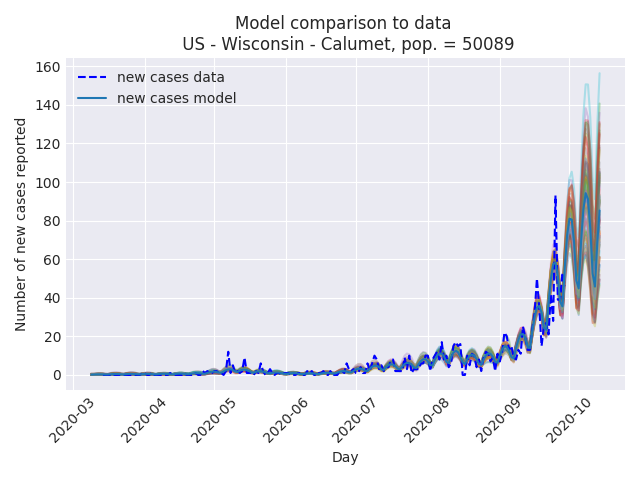 Model comparison to data
US - Wisconsin - Calumet, pop. = 50089
new cases data
new cases model
Number of new cases reported
160
140
120
100
80
60
40
20
0
2020-03
2020-04
2020-05
2020-06
2020-07
2020-08
2020-09
2020-10
Day